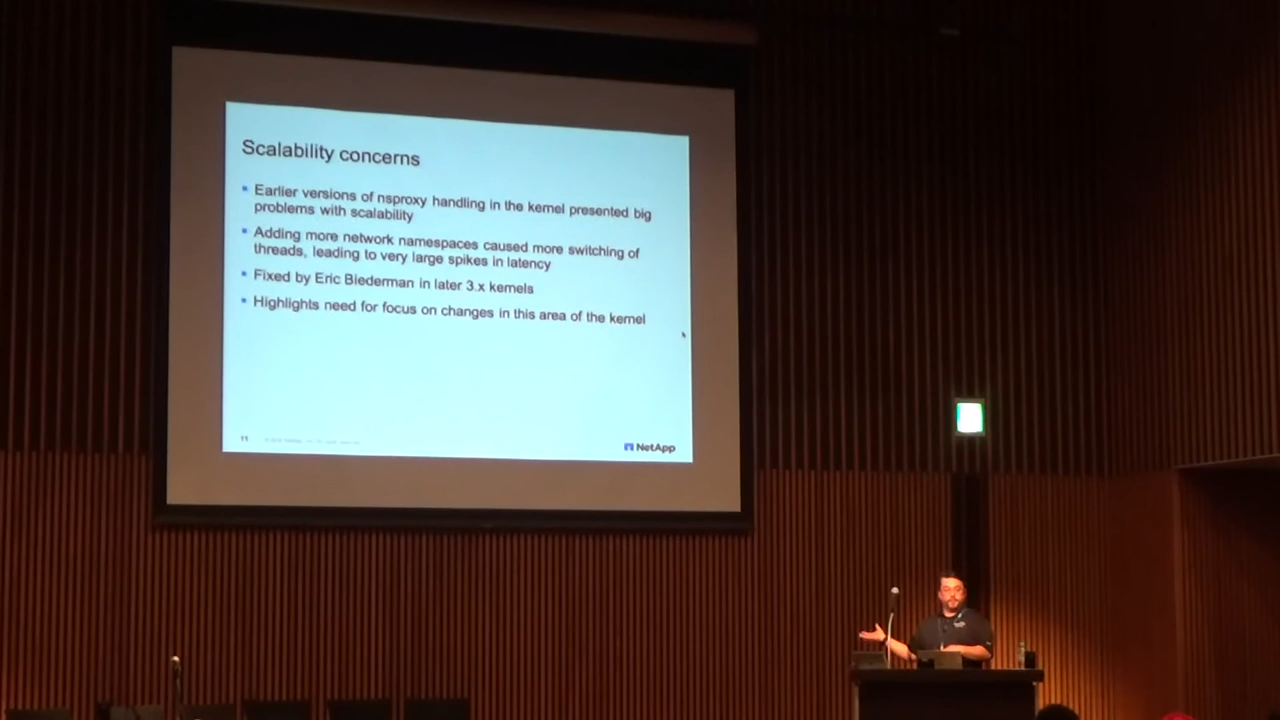 Scalability concerns
Earlier versions of nsproxy handling in the kernel presented big
problems with scalability
Adding more network namespaces caused more switching of
threads, leading to very large spikes in latency
Fixed by Eric Biederman in later 3.x kernels
Highlights need for focus on changes in this area of the kernel
11
NetApp